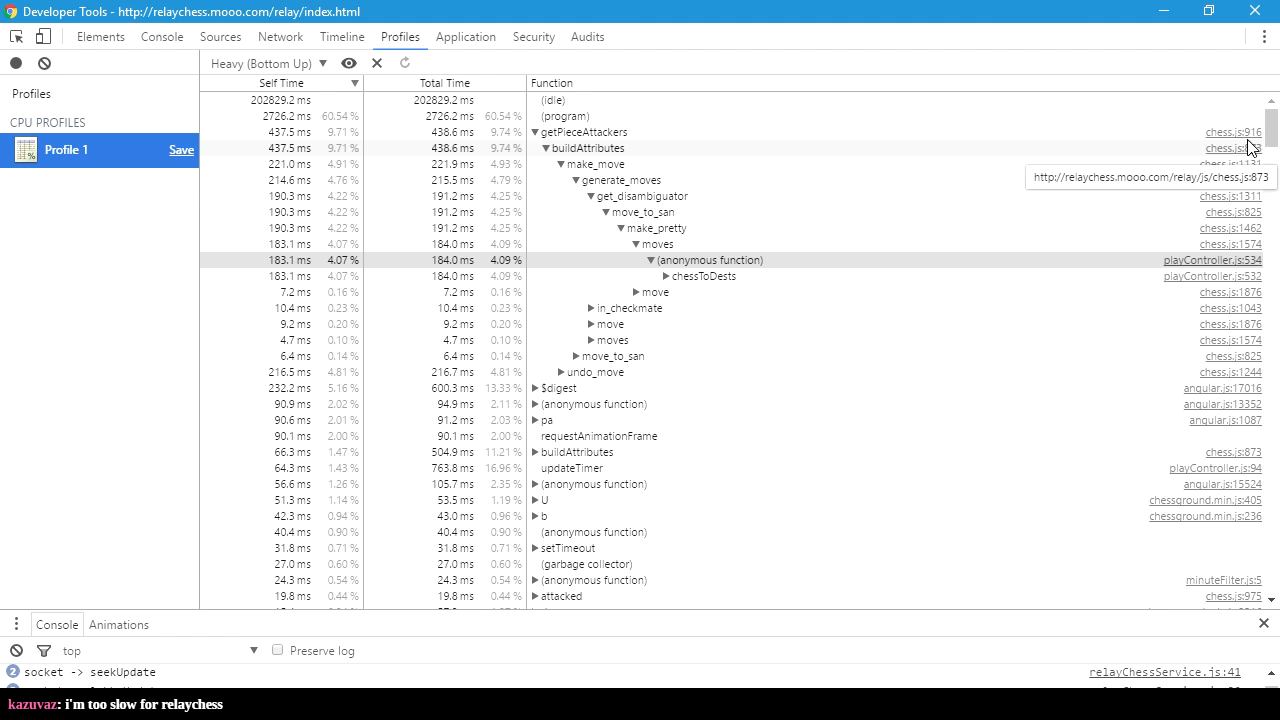 Developer Tools - http://relaychess.mooo.com/relay/index.html
Elements Console Sources Network Timeline Profiles Application Security Audits
Heavy (Bottom Up)
Profiles
CPU PROFILES
Profile 1 Save
Self Time Total Time Function
202829.2 ms 202829.2 ms (idle)
2726.2 ms 60.54 % 2726.2 ms 60.54 % (program)
437.5 ms 9.71 % 438.6 ms 9.74 % getPieceAttackers chess.js:916
437.5 ms 9.71 % 438.6 ms 9.74 % buildAttributes
221.0 ms 4.91 % 221.9 ms 4.93 % make_move chess.js:1131
http://relaychess.mooo.com/relay/js/chess.js:873
214.6 ms 4.76 % 215.5 ms 4.79 % generate_moves
190.3 ms 4.22 % 191.2 ms 4.25 % get_disambiguator chess.js:1311
190.3 ms 4.22 % 191.2 ms 4.25 % move_to_san chess.js:825
190.3 ms 4.22 % 191.2 ms 4.25 % make_pretty chess.js:1462
183.1 ms 4.07 % 184.0 ms 4.09 % moves chess.js:1574
183.1 ms 4.07 % 184.0 ms 4.09 % (anonymous function) playController.js:534
183.1 ms 4.07 % 184.0 ms 4.09 % chessToDests playController.js:532
7.2 ms 0.16 % 7.2 ms 0.16 % move chess.js:1876
10.4 ms 0.23 % 10.4 ms 0.23 % in_checkmate chess.js:1043
9.2 ms 0.20 % 9.2 ms 0.20 % move chess.js:1876
4.7 ms 0.10 % 4.7 ms 0.10 % moves chess.js:1574
6.4 ms 0.14 % 6.4 ms 0.14 % move_to_san chess.js:825
216.5 ms 4.81 % 216.7 ms 4.81 % undo_move chess.js:1244
232.2 ms 5.16 % 600.3 ms 13.33 % $digest angular.js:17016
90.9 ms 2.02 % 94.9 ms 2.11 % (anonymous function) angular.js:13352
90.6 ms 2.01 % 91.2 ms 2.03 % pa angular.js:1087
90.1 ms 2.00 % 90.1 ms 2.00 % requestAnimationFrame
66.3 ms 1.47 % 504.9 ms 11.21 % buildAttributes chess.js:873
64.3 ms 1.43 % 763.8 ms 16.96 % updateTimer playController.js:94
56.6 ms 1.26 % 105.7 ms 2.35 % (anonymous function) angular.js:15524
51.3 ms 1.14 % 53.5 ms 1.19 % U chessground.min.js:405
42.3 ms 0.94 % 43.0 ms 0.96 % b chessground.min.js:236
40.4 ms 0.90 % 40.4 ms 0.90 % (anonymous function)
31.8 ms 0.71 % 31.8 ms 0.71 % setTimeout
27.0 ms 0.60 % 27.0 ms 0.60 % (garbage collector)
24.3 ms 0.54 % 24.3 ms 0.54 % (anonymous function) minuteFilter.js:5
19.8 ms 0.44 % 19.8 ms 0.44 % attacked chess.js:975
Console Animations
top Preserve log
2 socket -> seekUpdate relayChessService.js:41
kazuvaz: i'm too slow for relaychess